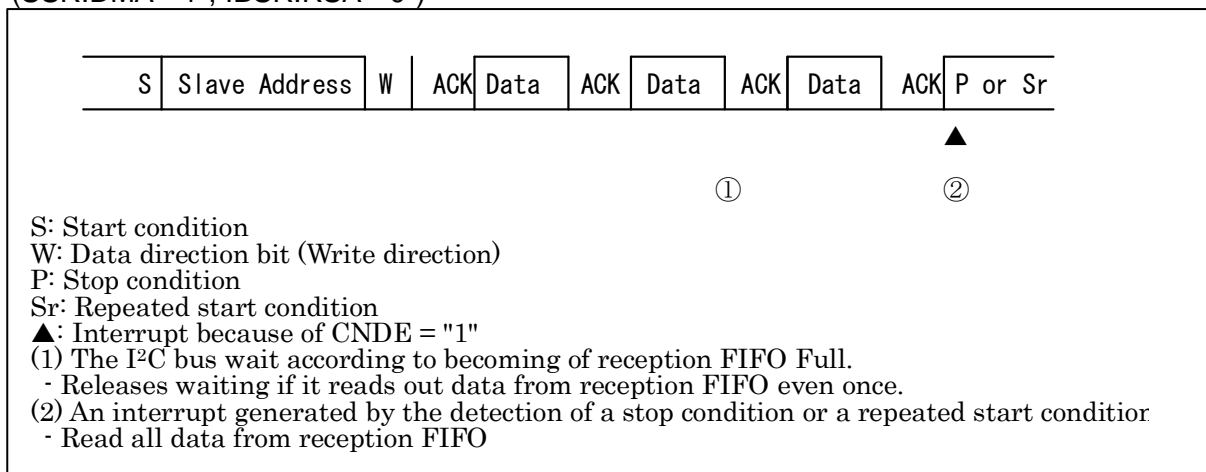 S Slave Address W ACK Data ACK Data ACK Data ACK P or Sr
▲
① ②
S: Start condition
W: Data direction bit (Write direction)
P: Stop condition
Sr: Repeated start condition
▲: Interrupt because of CNDE = "1"
(1) The I²C bus wait according to becoming of reception FIFO Full.
- Releases waiting if it reads out data from reception FIFO even once.
(2) An interrupt generated by the detection of a stop condition or a repeated start condition
- Read all data from reception FIFO